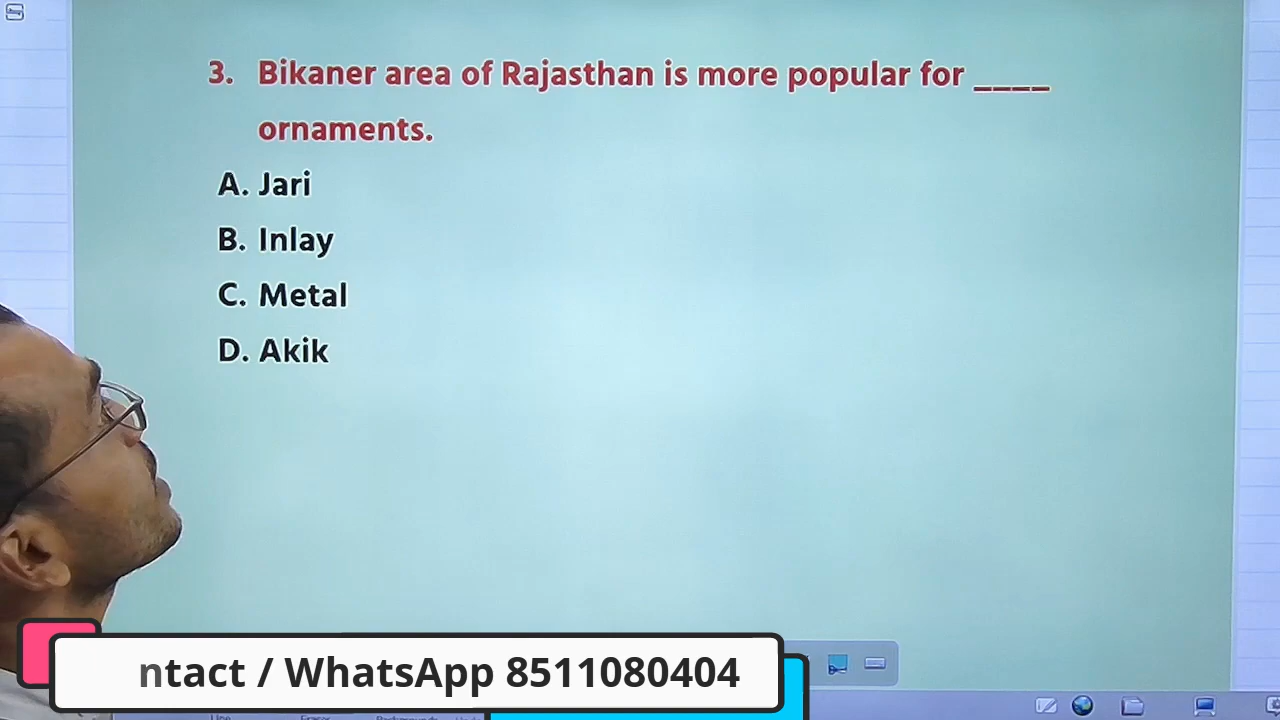 3. Bikaner area of Rajasthan is more popular for ____
ornaments.
A. Jari
B. Inlay
C. Metal
D. Akik
ntact / WhatsApp 8511080404